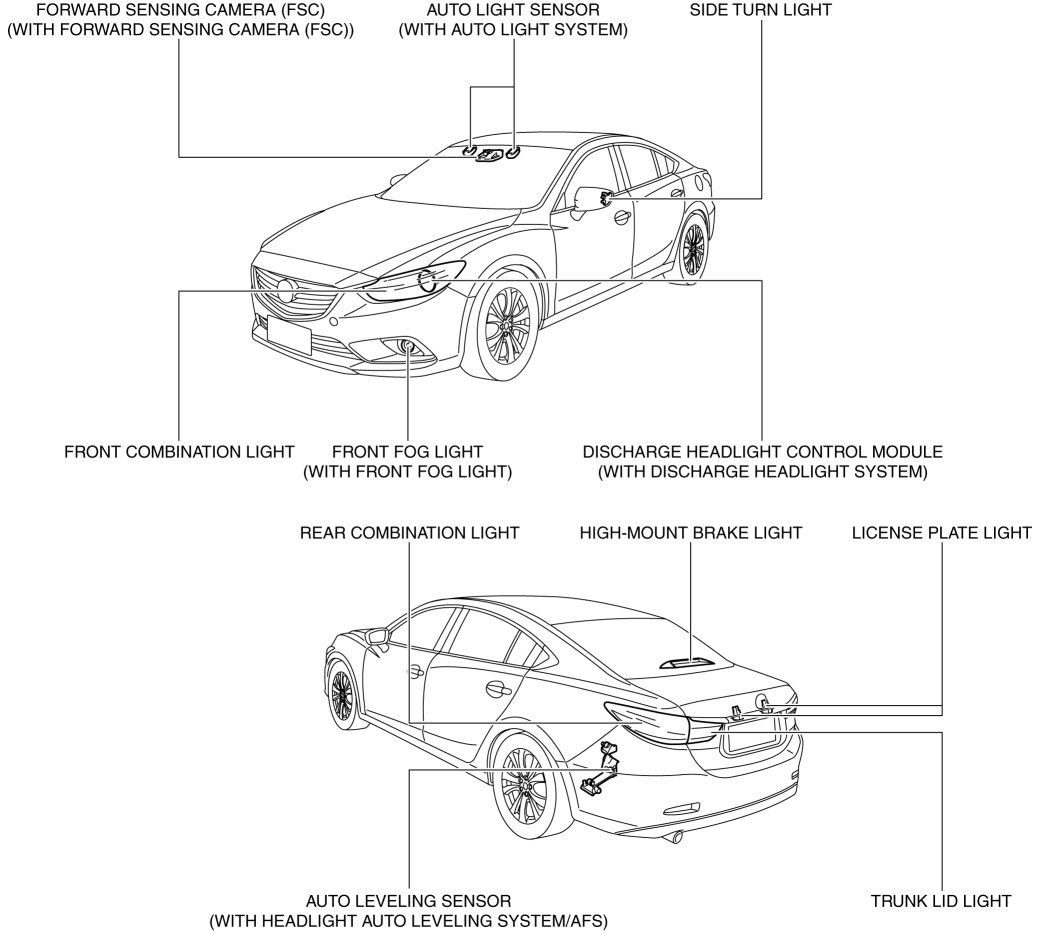 FORWARD SENSING CAMERA (FSC)
(WITH FORWARD SENSING CAMERA (FSC))
AUTO LIGHT SENSOR
(WITH AUTO LIGHT SYSTEM)
SIDE TURN LIGHT
FRONT COMBINATION LIGHT
FRONT FOG LIGHT
(WITH FRONT FOG LIGHT)
DISCHARGE HEADLIGHT CONTROL MODULE
(WITH DISCHARGE HEADLIGHT SYSTEM)
REAR COMBINATION LIGHT
HIGH-MOUNT BRAKE LIGHT
LICENSE PLATE LIGHT
AUTO LEVELING SENSOR
(WITH HEADLIGHT AUTO LEVELING SYSTEM/AFS)
TRUNK LID LIGHT